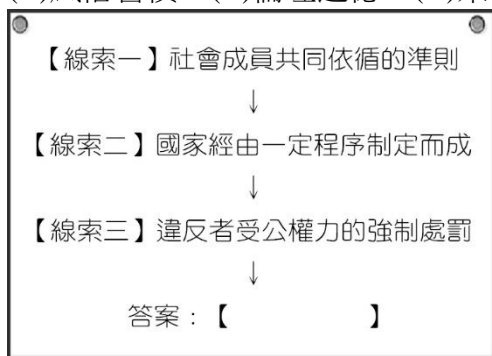 【線索一】社會成員共同依循的準則
↓
【線索二】國家經由一定程序制定而成
↓
【線索三】違反者受公權力的強制處罰
↓
答案：【　　　　】